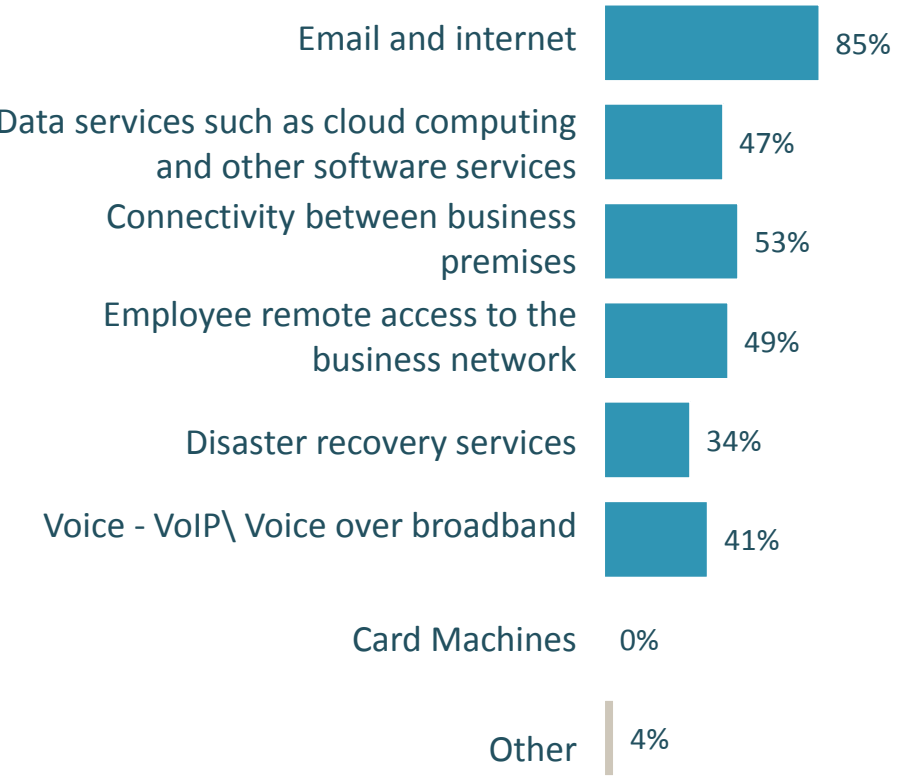 Email and internet 85%
Data services such as cloud computing
and other software services 47%
Connectivity between business
premises 53%
Employee remote access to the
business network 49%
Disaster recovery services 34%
Voice - VoIP\ Voice over broadband 41%
Card Machines 0%
Other 4%